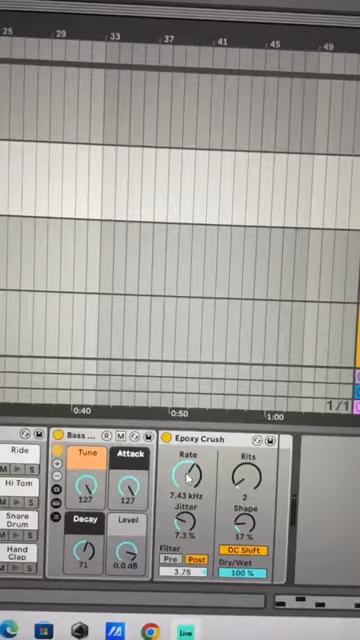 25 29 33 37 41 45 49
0:40 0:50 1:00
1/1
Ride
M S
Hi Tom
M S
Snare Drum
M S
Hand Clap
M S
Bass ... R M
Tune Attack
127 127
Decay Level
71 0.0 dB
Epoxy Crush
Rate Bits
7.43 kHz 2
Jitter Shape
7.3 % 17 %
Filter DC Shift
Pre Post Dry/Wet
3.75 100 %
Live